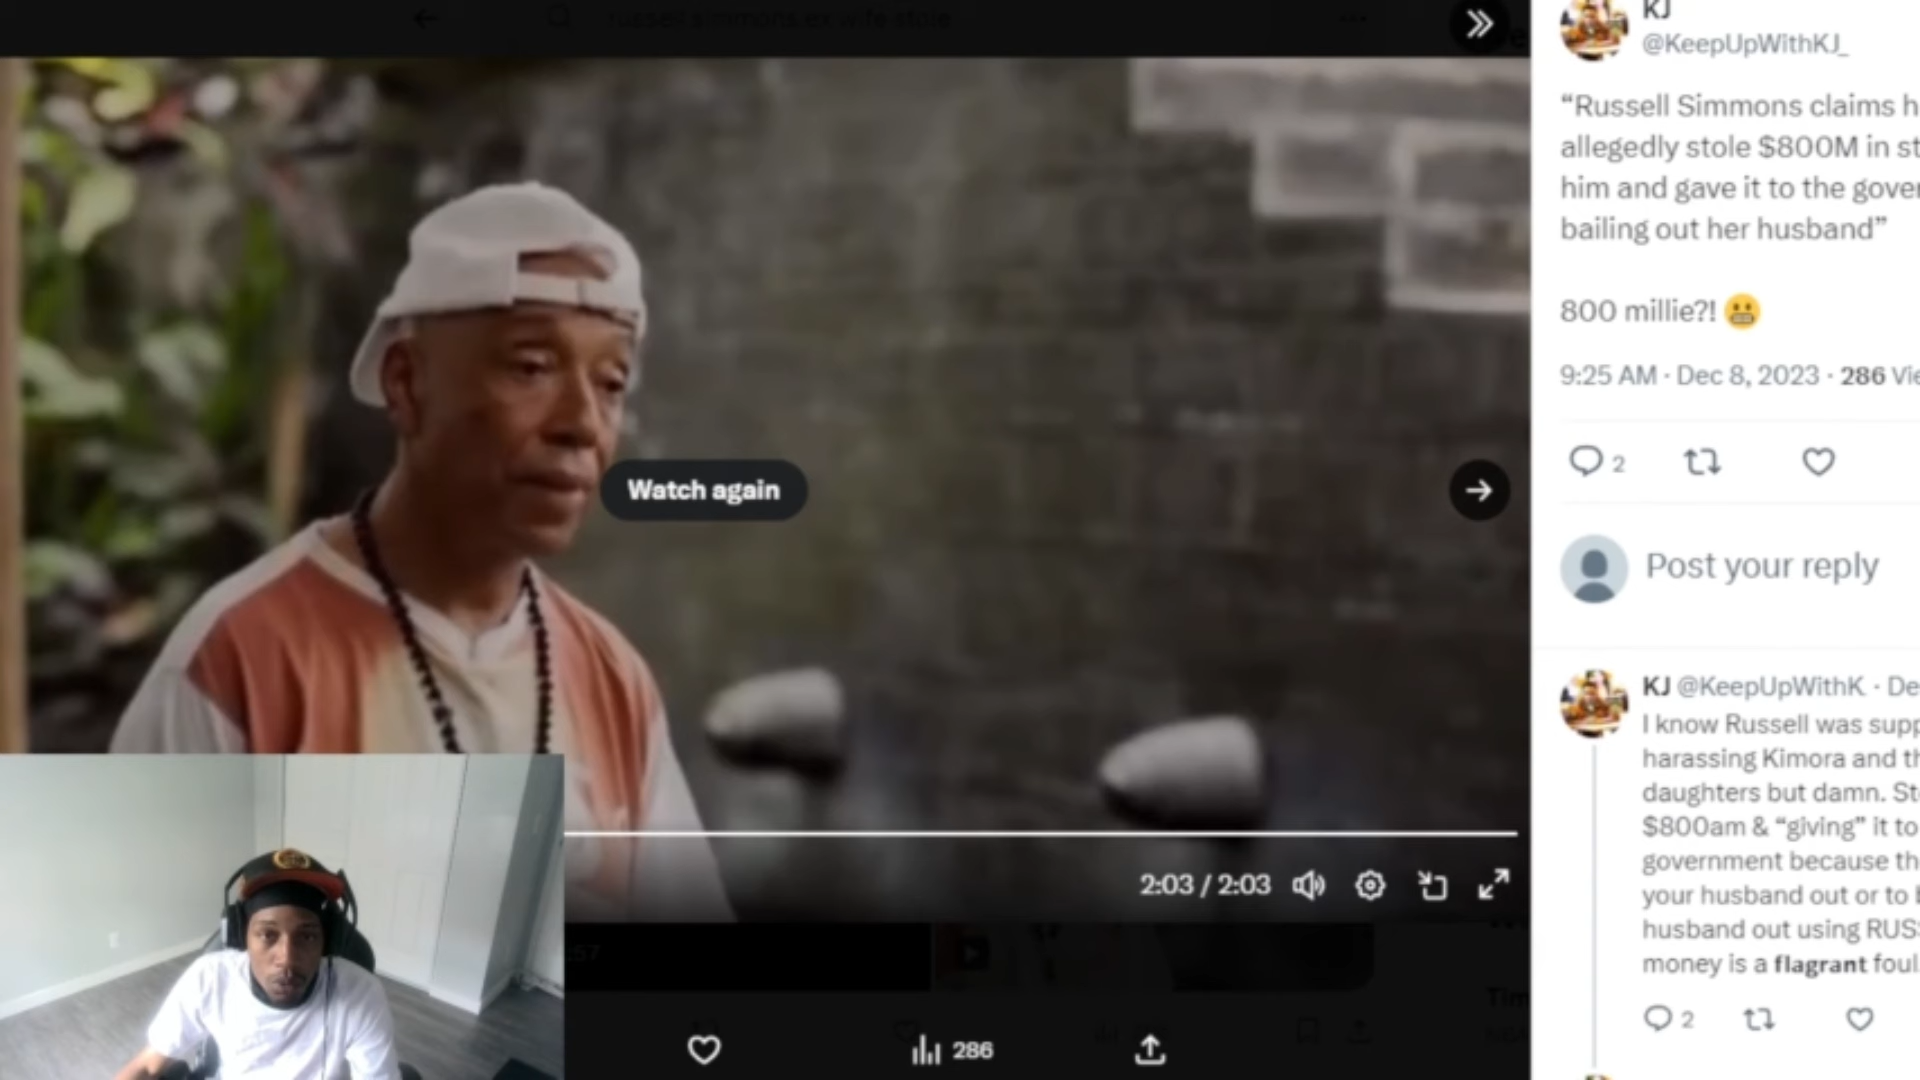 russell simmons ex wife stole
KJ
@KeepUpWithKJ_
“Russell Simmons claims h
allegedly stole $800M in st
him and gave it to the gover
bailing out her husband”
800 millie?! 😬
9:25 AM · Dec 8, 2023 · 286 Vie
2
Post your reply
KJ @KeepUpWithK · De
I know Russell was supp
harassing Kimora and th
daughters but damn. Ste
$800am & “giving” it to
government because th
your husband out or to b
husband out using RUS
money is a flagrant foul
2
Watch again
2:03 / 2:03
:57
286